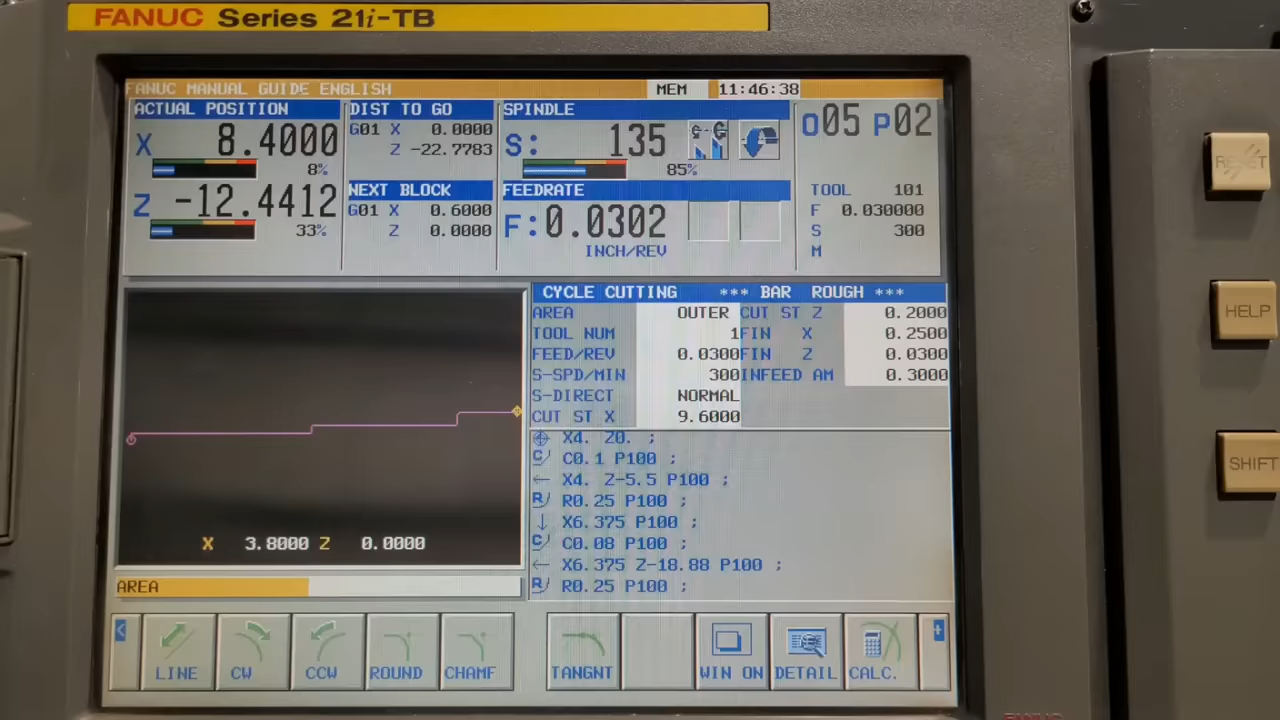 FANUC Series 21i-TB
FANUC MANUAL GUIDE ENGLISH MEM 11:46:38
ACTUAL POSITION
X 8.4000
8%
Z -12.4412
33%
DIST TO GO
G01 X 0.0000
Z -22.7783
NEXT BLOCK
G01 X 0.6000
Z 0.0000
SPINDLE
S: 135
85%
FEEDRATE
F: 0.0302
INCH/REV
O05 P02
TOOL 101
F 0.030000
S 300
M
X 3.8000 Z 0.0000
AREA
CYCLE CUTTING *** BAR ROUGH ***
AREA OUTER CUT ST Z 0.2000
TOOL NUM 1 FIN X 0.2500
FEED/REV 0.0300 FIN Z 0.0300
S-SPD/MIN 300 INFEED AM 0.3000
S-DIRECT NORMAL
CUT ST X 9.6000
X4. Z0. ;
C/ C0.1 P100 ;
← X4. Z-5.5 P100 ;
R/ R0.25 P100 ;
↓ X6.375 P100 ;
C/ C0.08 P100 ;
← X6.375 Z-18.88 P100 ;
R/ R0.25 P100 ;
< LINE CW CCW ROUND CHAMF TANGNT WIN ON DETAIL CALC. +
RESET
HELP
SHIFT